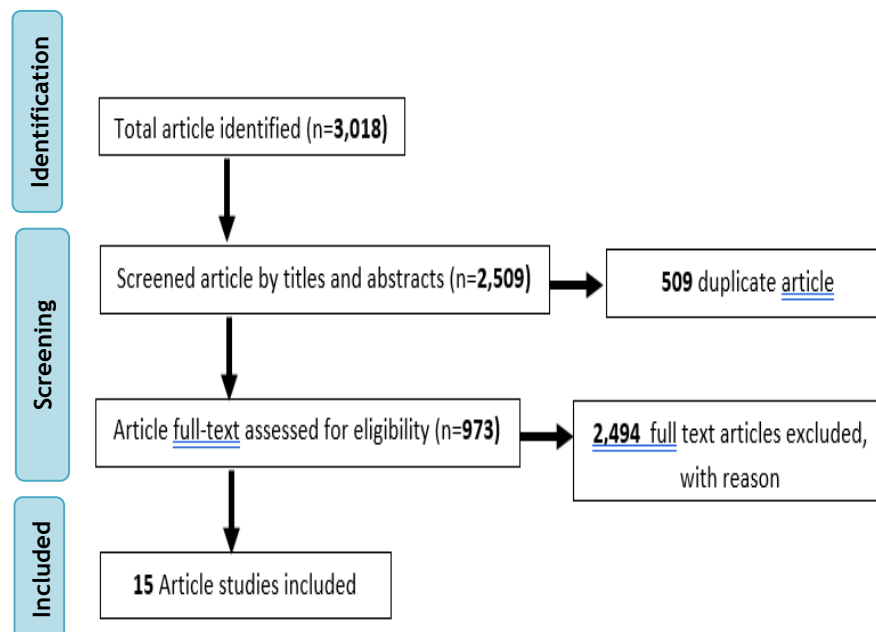 Identification
Total article identified (n=3,018)
Screening
Screened article by titles and abstracts (n=2,509)
509 duplicate article
Article full-text assessed for eligibility (n=973)
2,494 full text articles excluded,
with reason
Included
15 Article studies included